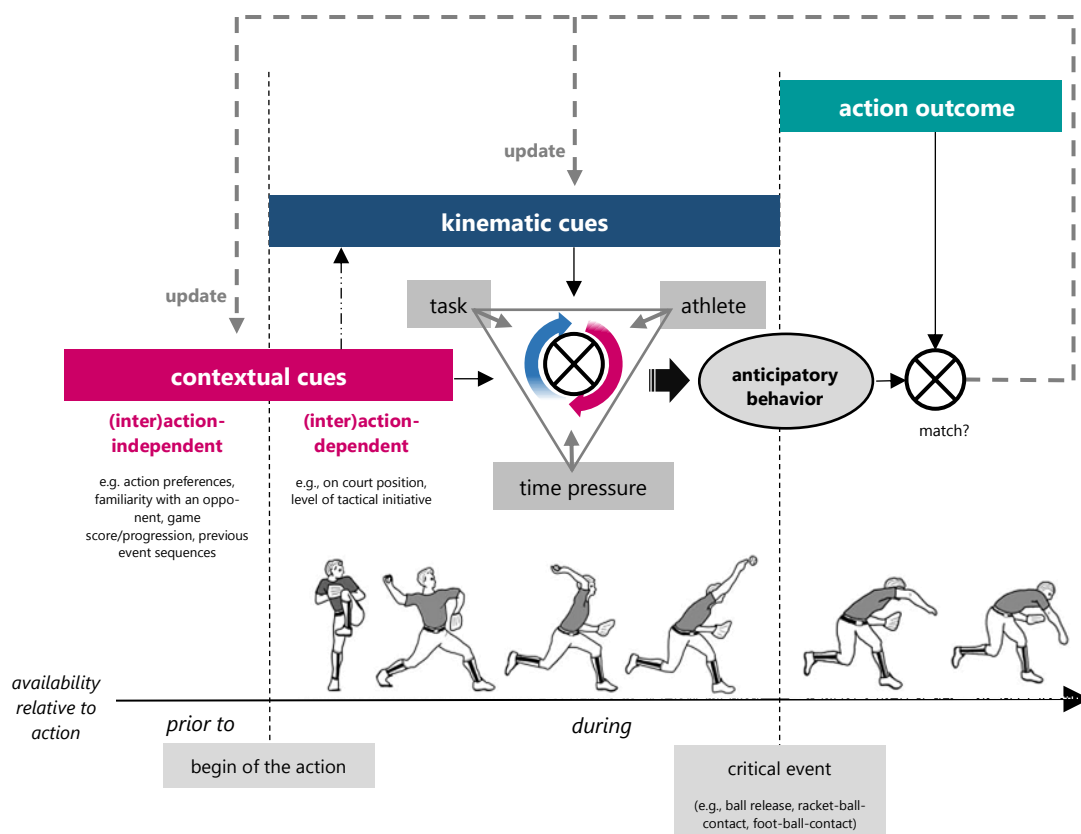 action outcome
update
kinematic cues
update
task
athlete
contextual cues
anticipatory
behavior
(inter)action-
independent
(inter)action-
dependent
match?
e.g. action preferences,
familiarity with an oppo-
nent, game
score/progression, previous
event sequences
e.g., on court position,
level of tactical initiative
time pressure
availability
relative to
action
prior to
during
begin of the action
critical event
(e.g., ball release, racket-ball-
contact, foot-ball-contact)